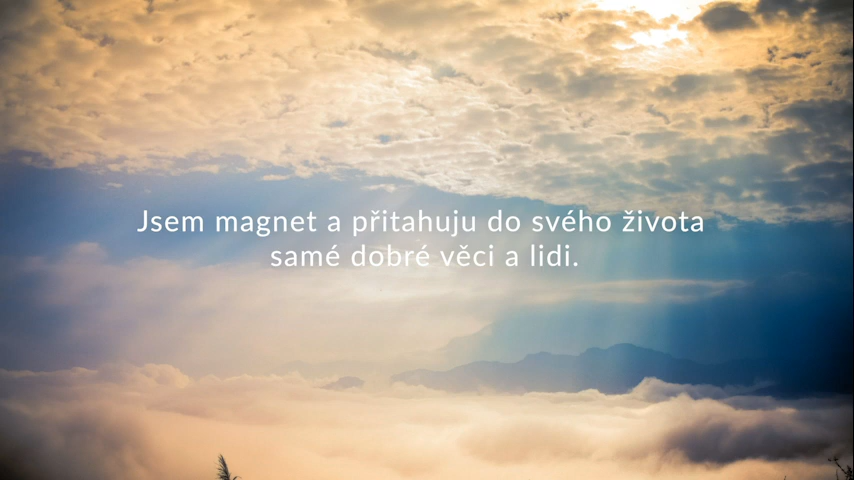 Jsem magnet a přitahuju do svého života
samé dobré věci a lidi.